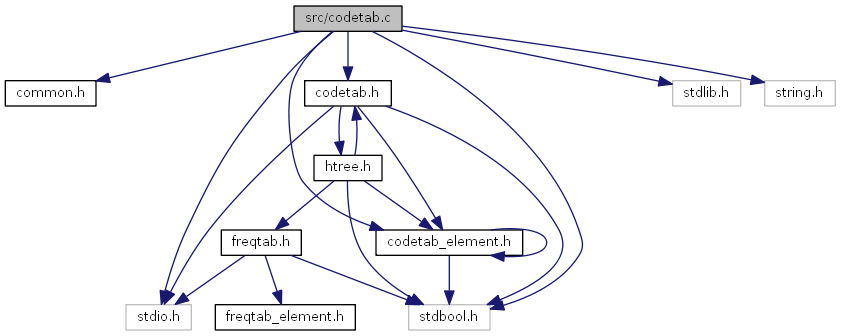 src/codetab.c
common.h
codetab.h
stdlib.h
string.h
htree.h
freqtab.h
codetab_element.h
stdio.h
freqtab_element.h
stdbool.h